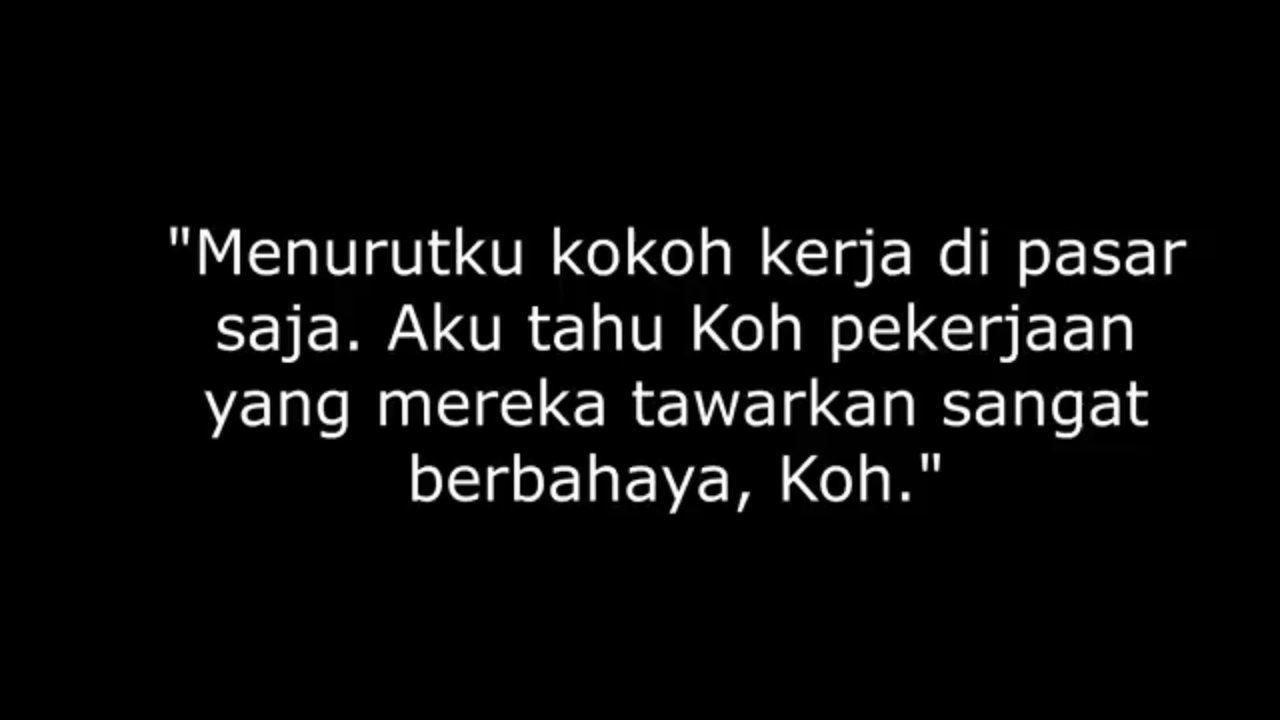 "Menurutku kokoh kerja di pasar
saja. Aku tahu Koh pekerjaan
yang mereka tawarkan sangat
berbahaya, Koh."